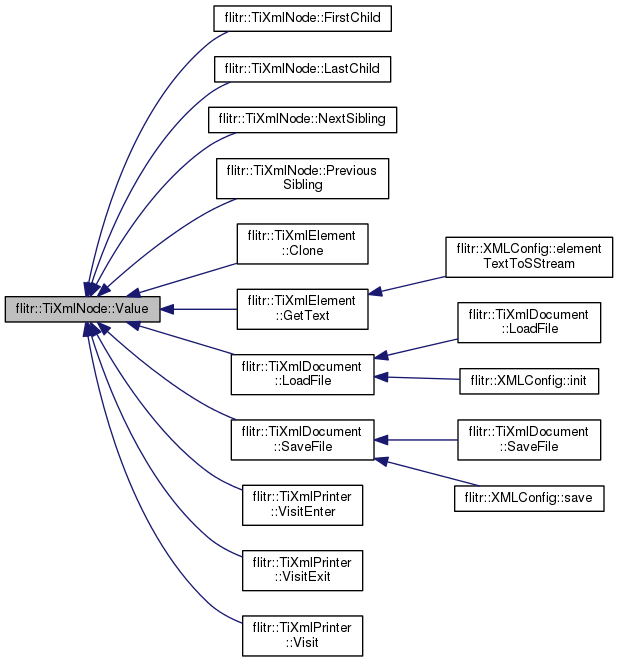 flitr::TiXmlNode::FirstChild
flitr::TiXmlNode::LastChild
flitr::TiXmlNode::NextSibling
flitr::TiXmlNode::Previous
Sibling
flitr::TiXmlElement
::Clone
flitr::XMLConfig::element
TextToSStream
flitr::TiXmlNode::Value
flitr::TiXmlElement
::GetText
flitr::TiXmlDocument
::LoadFile
flitr::TiXmlDocument
::LoadFile
flitr::XMLConfig::init
flitr::TiXmlDocument
::SaveFile
flitr::TiXmlDocument
::SaveFile
flitr::XMLConfig::save
flitr::TiXmlPrinter
::VisitEnter
flitr::TiXmlPrinter
::VisitExit
flitr::TiXmlPrinter
::Visit